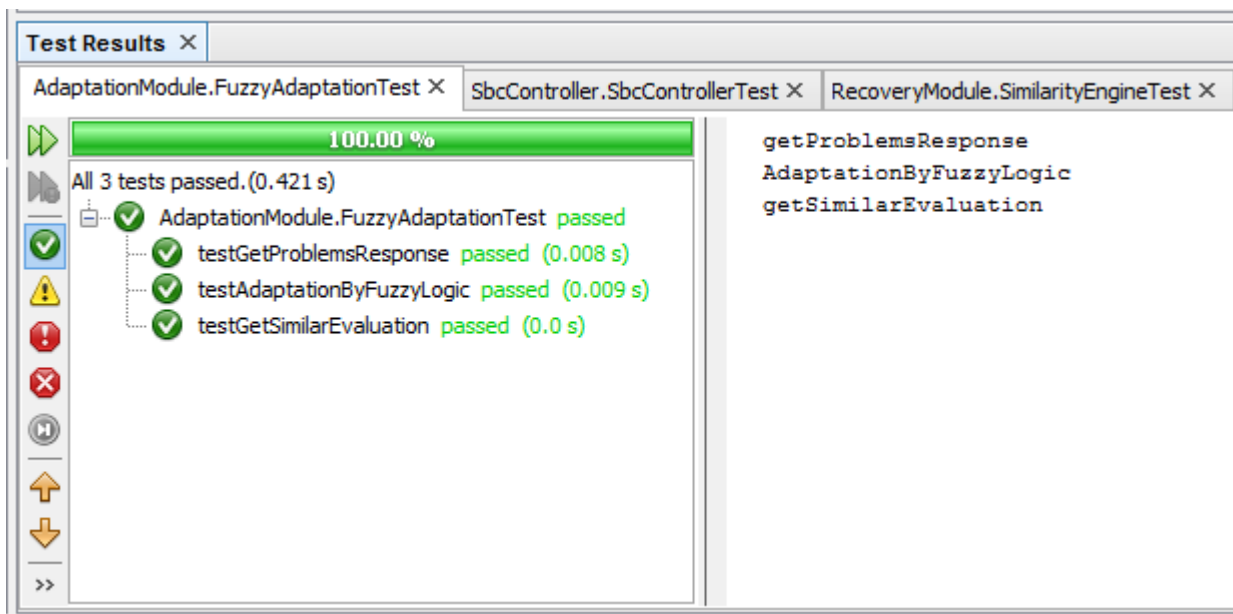 Test Results ×
AdaptationModule.FuzzyAdaptationTest × SbcController.SbcControllerTest × RecoveryModule.SimilarityEngineTest ×
100.00 %
All 3 tests passed.(0.421 s)
AdaptationModule.FuzzyAdaptationTest passed
testGetProblemsResponse passed (0.008 s)
testAdaptationByFuzzyLogic passed (0.009 s)
testGetSimilarEvaluation passed (0.0 s)
>>
getProblemsResponse
AdaptationByFuzzyLogic
getSimilarEvaluation